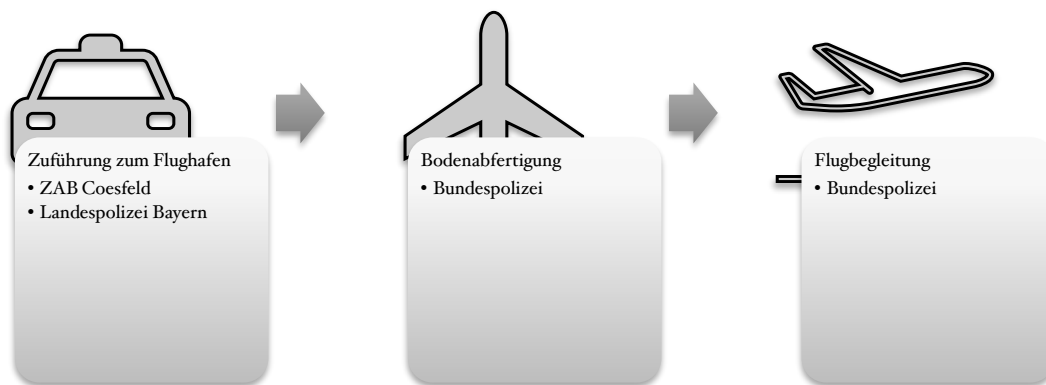 Zuführung zum Flughafen
• ZAB Coesfeld
• Landespolizei Bayern
Bodenabfertigung
• Bundespolizei
Flugbegleitung
• Bundespolizei